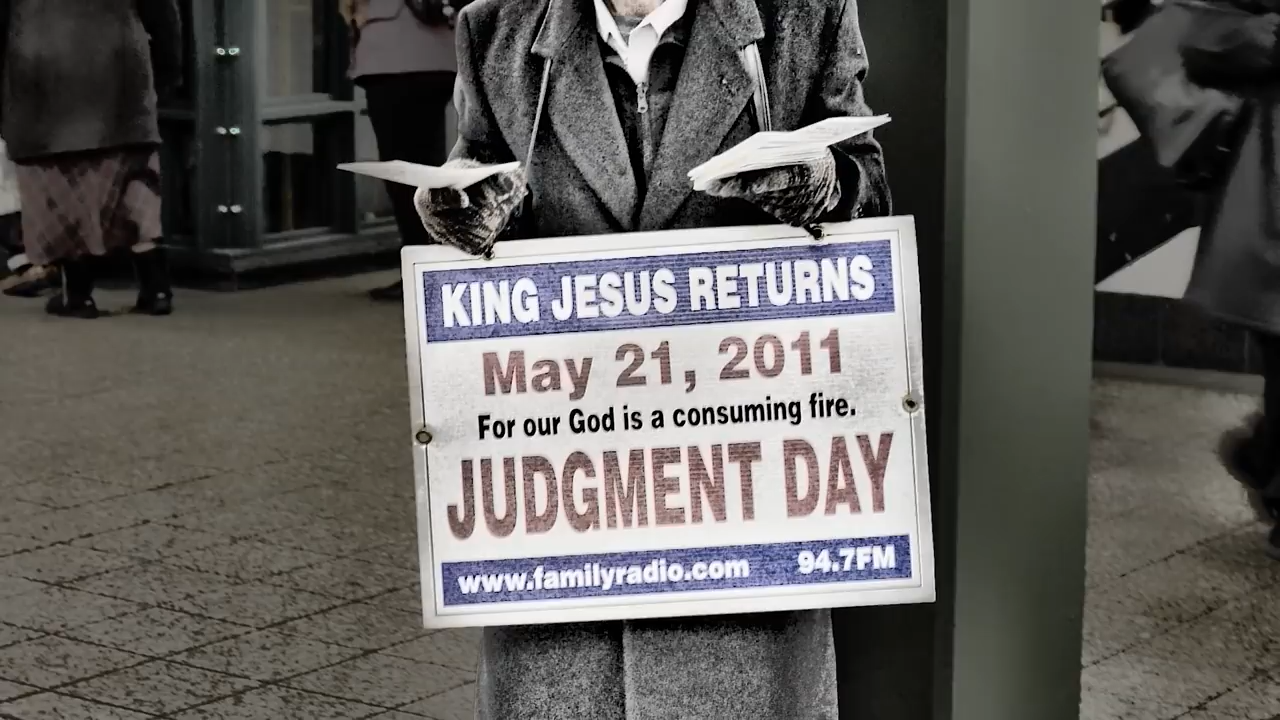 KING JESUS RETURNS
May 21, 2011
For our God is a consuming fire.
JUDGMENT DAY
www.familyradio.com 94.7FM